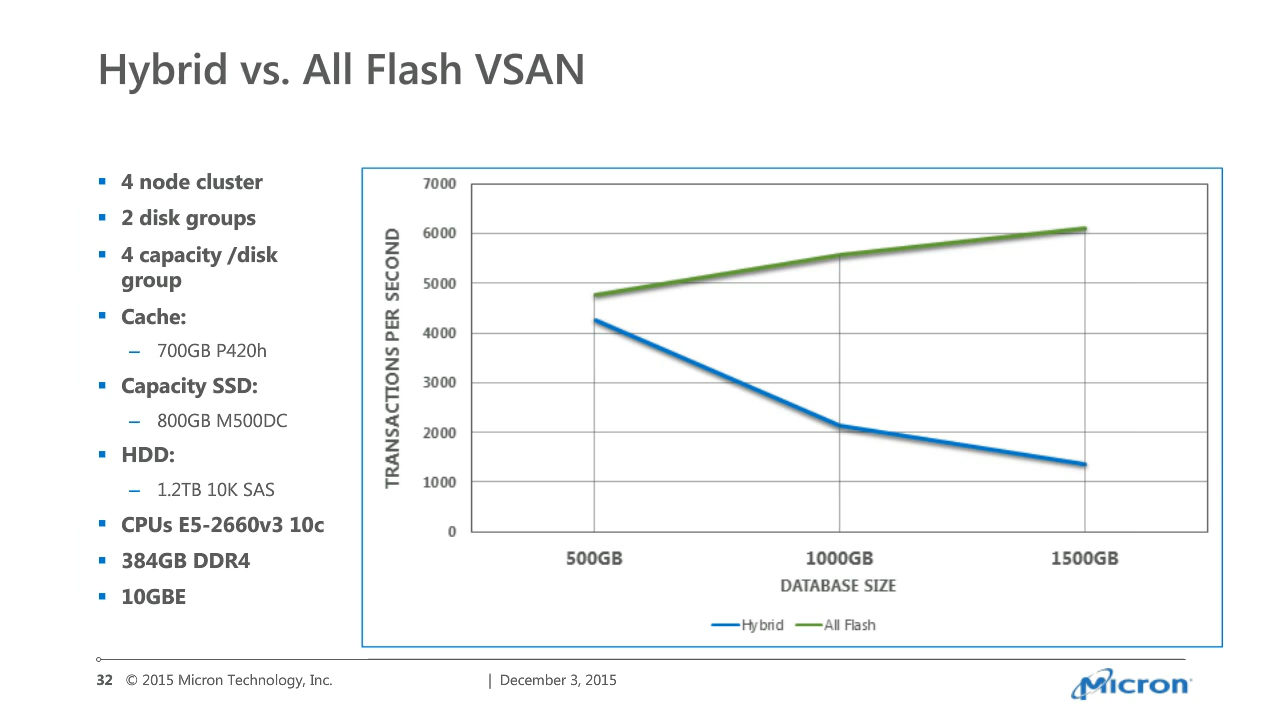 Hybrid vs. All Flash VSAN
4 node cluster
2 disk groups
4 capacity /disk
group
Cache:
– 700GB P420h
Capacity SSD:
– 800GB M500DC
HDD:
– 1.2TB 10K SAS
CPUs E5-2660v3 10c
384GB DDR4
10GBE
TRANSACTIONS PER SECOND
7000
6000
5000
4000
3000
2000
1000
0
500GB 1000GB 1500GB
DATABASE SIZE
Hybrid All Flash
32 © 2015 Micron Technology, Inc. | December 3, 2015
Micron